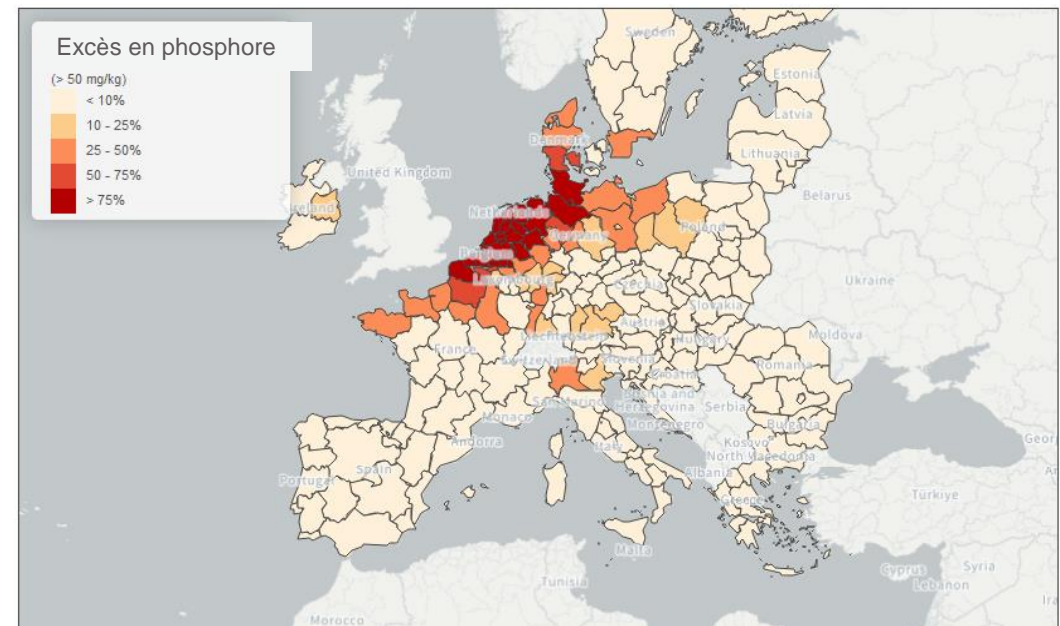 Excès en phosphore
(> 50 mg/kg)
< 10%
10 - 25%
25 - 50%
50 - 75%
> 75%
Sweden
Estonia
Latvia
Denmark
Lithuania
United Kingdom
Belarus
Ireland
Netherlands
Germany
Poland
Belgium
Luxembourg
Czechia
Ukraine
Slovakia
Austria
Liechtenstein
Moldova
France
Hungary
Switzerland
Slovenia
Romania
Croatia
San Marino
Bosnia and
Herzegovina
Serbia
Monaco
Montenegro
Bulgaria
Andorra
Italy
Kosovo
North Macedonia
Geor
Portugal
Spain
Albania
Greece
Türkiye
Malta
Cyprus
Syria
Lebanon
Tunisia
Ira
Morocco